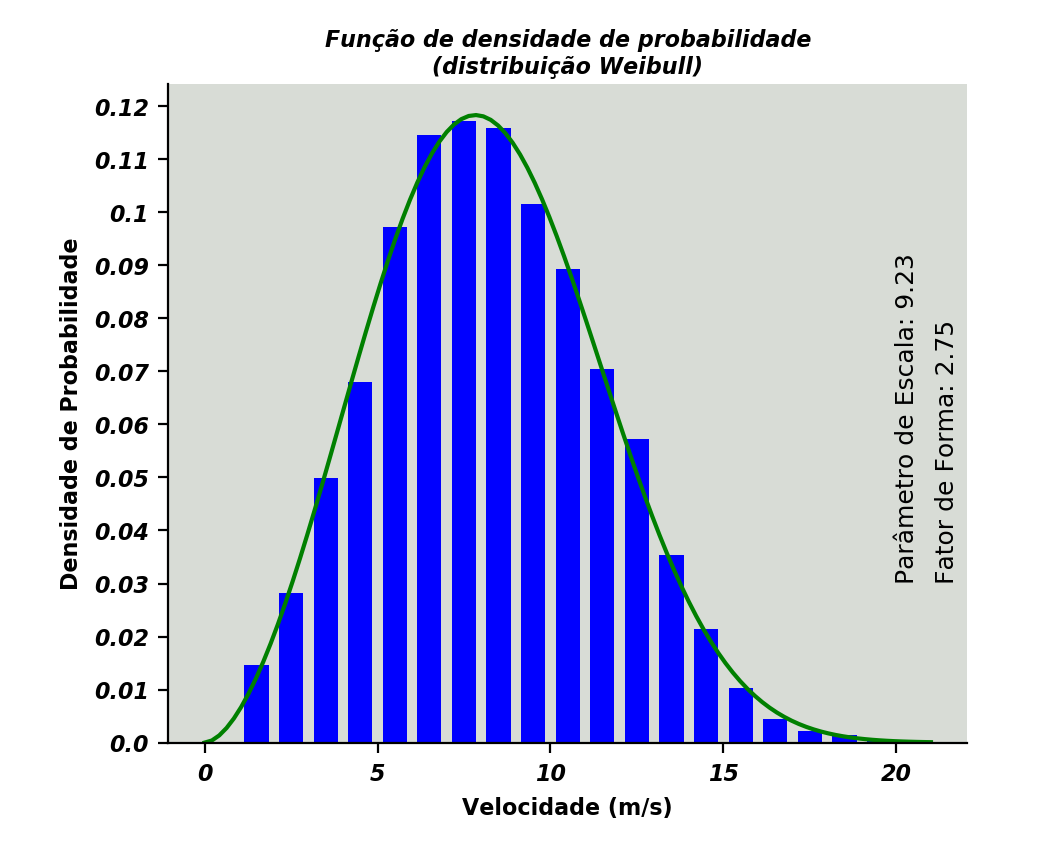 Função de densidade de probabilidade
(distribuição Weibull)
0.12
0.11
0.1
0.09
0.08
0.07
0.06
0.05
0.04
0.03
0.02
0.01
0.0
Densidade de Probabilidade
Parâmetro de Escala: 9.23
Fator de Forma: 2.75
0 5 10 15 20
Velocidade (m/s)